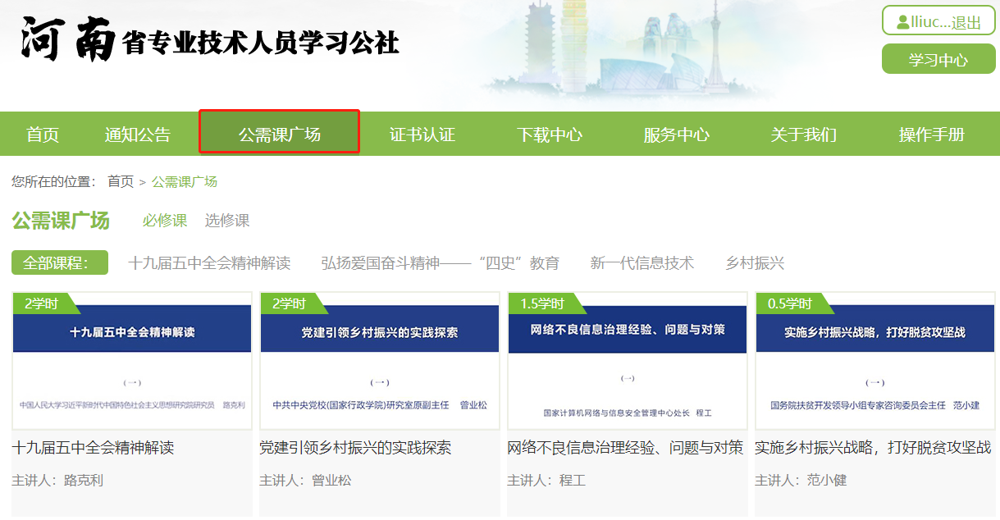 河南省专业技术人员学习公社
lliuc...退出
学习中心
首页 通知公告 公需课广场 证书认证 下载中心 服务中心 关于我们 操作手册
您所在的位置： 首页 > 公需课广场
公需课广场 必修课 选修课
全部课程： 十九届五中全会精神解读 弘扬爱国奋斗精神——“四史”教育 新一代信息技术 乡村振兴
2学时
十九届五中全会精神解读
(一)
中国人民大学习近平新时代中国特色社会主义思想研究院研究员 路克利
十九届五中全会精神解读
主讲人：路克利
2学时
党建引领乡村振兴的实践探索
(一)
中共中央党校(国家行政学院)研究室原副主任 曾业松
党建引领乡村振兴的实践探索
主讲人：曾业松
1.5学时
网络不良信息治理经验、问题与对策
(一)
国家计算机网络与信息安全管理中心处长 程工
网络不良信息治理经验、问题与对策
主讲人：程工
0.5学时
实施乡村振兴战略，打好脱贫攻坚战
(一)
国务院扶贫开发领导小组专家咨询委员会主任 范小建
实施乡村振兴战略，打好脱贫攻坚战
主讲人：范小健